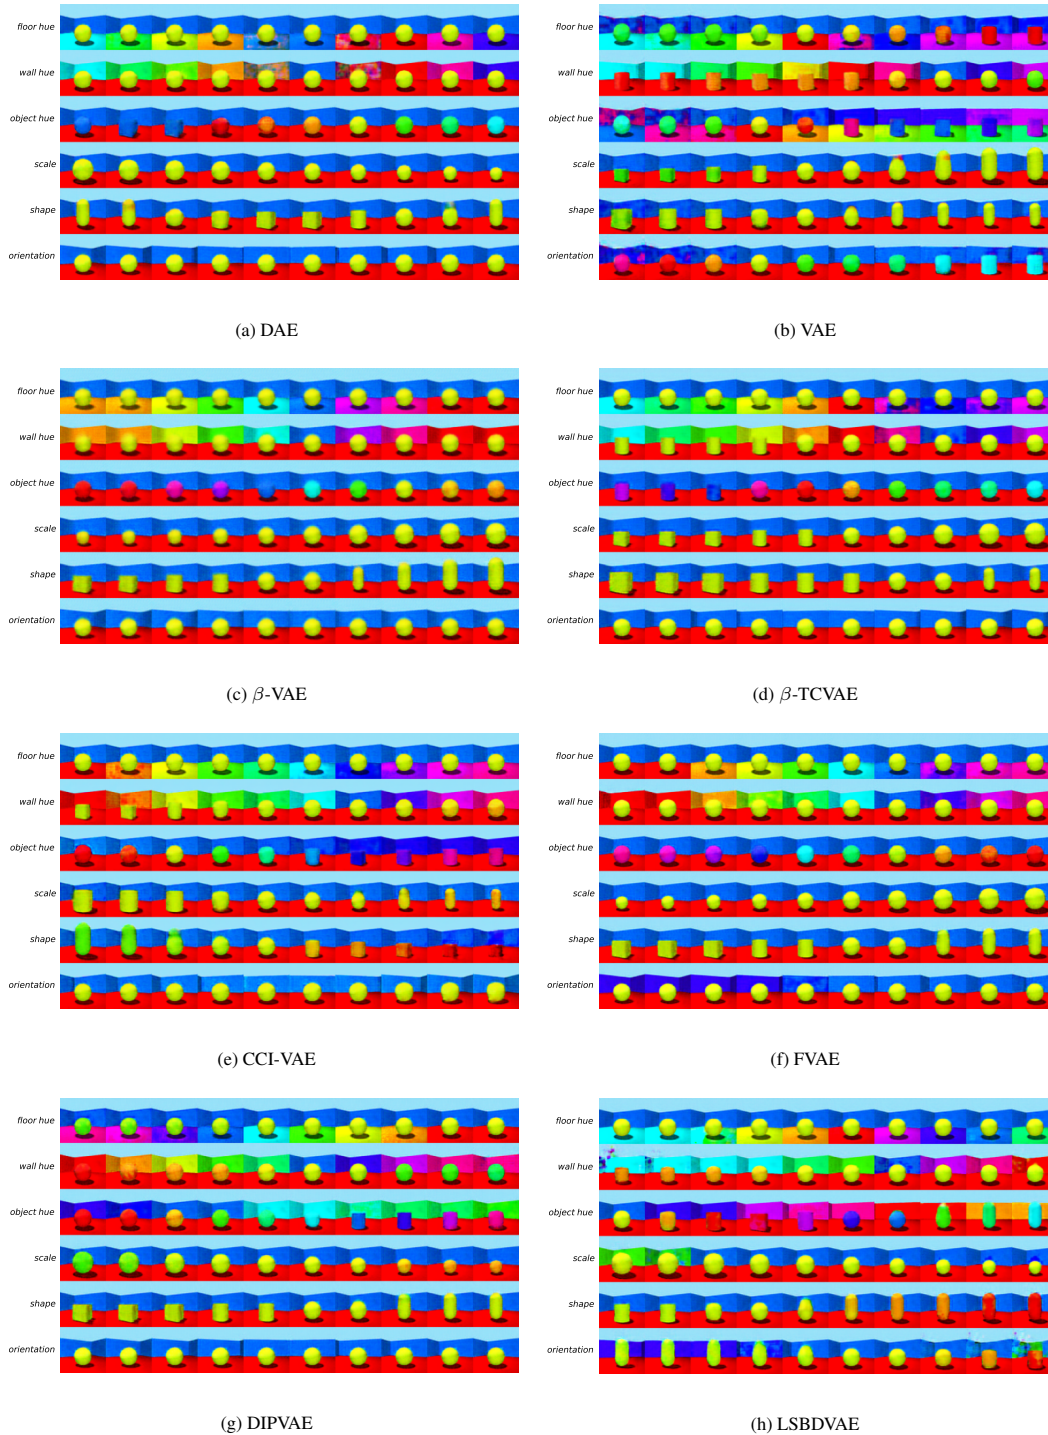 floor hue
wall hue
object hue
scale
shape
orientation
(a) DAE
floor hue
wall hue
object hue
scale
shape
orientation
(b) VAE
floor hue
wall hue
object hue
scale
shape
orientation
(c) β-VAE
floor hue
wall hue
object hue
scale
shape
orientation
(d) β-TCVAE
floor hue
wall hue
object hue
scale
shape
orientation
(e) CCI-VAE
floor hue
wall hue
object hue
scale
shape
orientation
(f) FVAE
floor hue
wall hue
object hue
scale
shape
orientation
(g) DIPVAE
floor hue
wall hue
object hue
scale
shape
orientation
(h) LSBDVAE